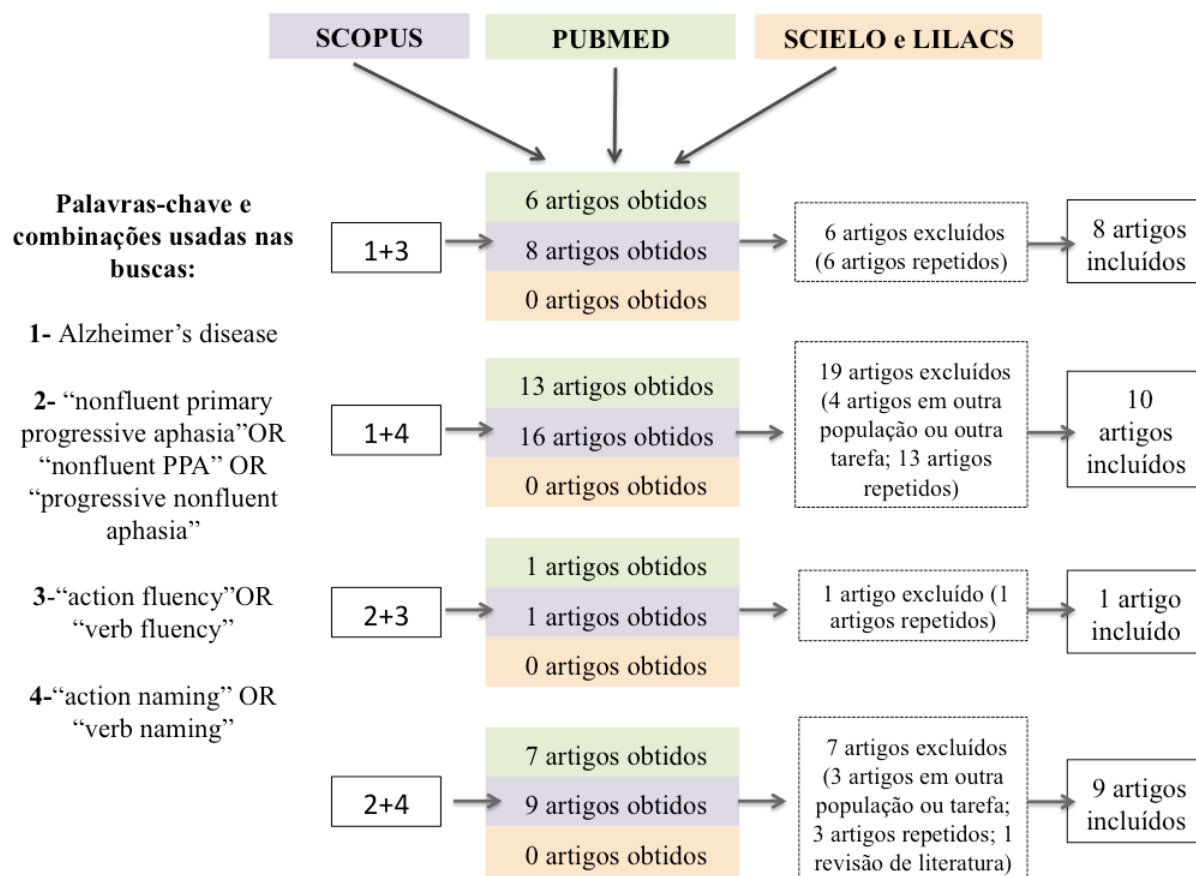 SCOPUS
PUBMED
SCIELO e LILACS
Palavras-chave e
combinações usadas nas
buscas:
1- Alzheimer’s disease
2- “nonfluent primary
progressive aphasia”OR
“nonfluent PPA” OR
“progressive nonfluent
aphasia”
3-“action fluency”OR
“verb fluency”
4-“action naming” OR
“verb naming”
1+3
6 artigos obtidos
8 artigos obtidos
0 artigos obtidos
6 artigos excluídos
(6 artigos repetidos)
8 artigos
incluídos
1+4
13 artigos obtidos
16 artigos obtidos
0 artigos obtidos
19 artigos excluídos
(4 artigos em outra
população ou outra
tarefa; 13 artigos
repetidos)
10
artigos
incluídos
2+3
1 artigos obtidos
1 artigos obtidos
0 artigos obtidos
1 artigo excluído (1
artigos repetidos)
1 artigo
incluído
2+4
7 artigos obtidos
9 artigos obtidos
0 artigos obtidos
7 artigos excluídos
(3 artigos em outra
população ou tarefa;
3 artigos repetidos; 1
revisão de literatura)
9 artigos
incluídos